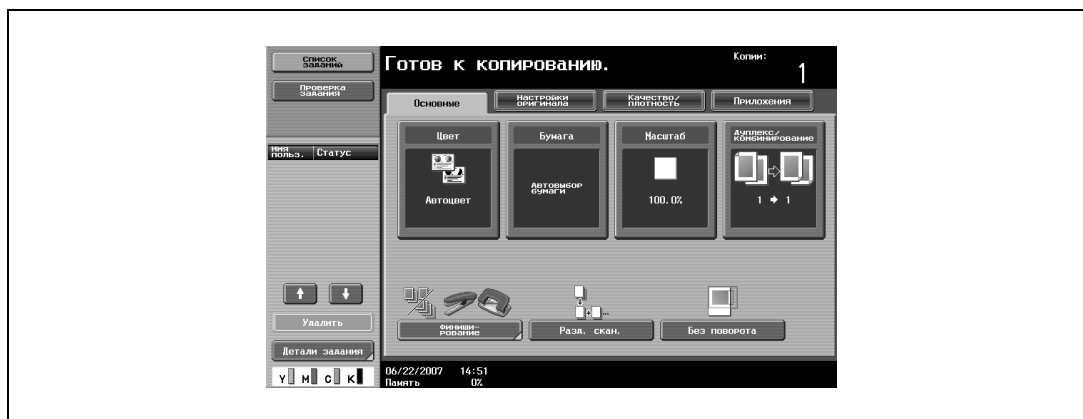 Список
заданий
Проверка
задания
Имя
польз.
Статус
Удалить
Детали задания
Y M C K
Готов к копированию.
Копии:
1
Основные
Настройки
оригинала
Качество/
плотность
Приложения
Цвет
Автоцвет
Бумага
Автовыбор
бумаги
Масштаб
100.0%
Дуплекс/
комбинирование
1 → 1
Финиши-
рование
Разд. скан.
Без поворота
06/22/2007 14:51
Память 0%